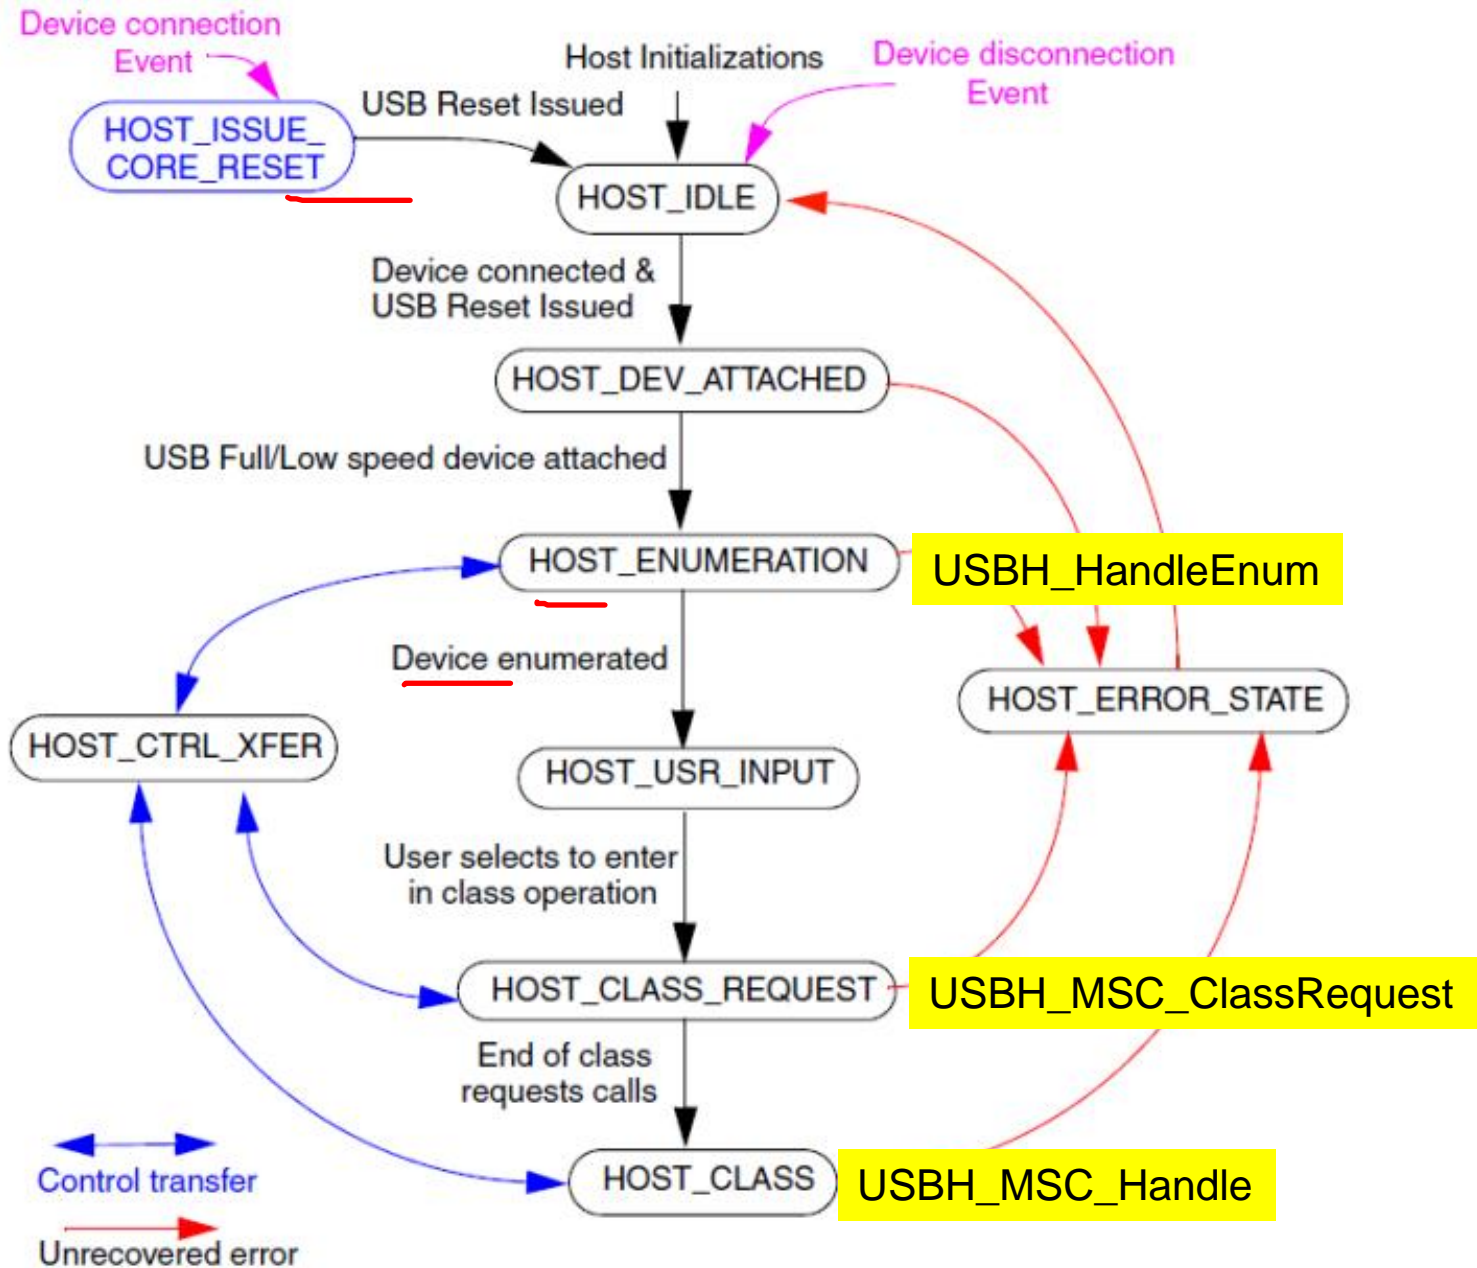 Device connection
Event
Host Initializations
Device disconnection
Event
USB Reset Issued
HOST_ISSUE_
CORE_RESET
HOST_IDLE
Device connected &
USB Reset Issued
HOST_DEV_ATTACHED
USB Full/Low speed device attached
HOST_ENUMERATION
USBH_HandleEnum
Device enumerated
HOST_ERROR_STATE
HOST_CTRL_XFER
HOST_USR_INPUT
User selects to enter
in class operation
HOST_CLASS_REQUEST
USBH_MSC_ClassRequest
End of class
requests calls
HOST_CLASS
USBH_MSC_Handle
Control transfer
Unrecovered error